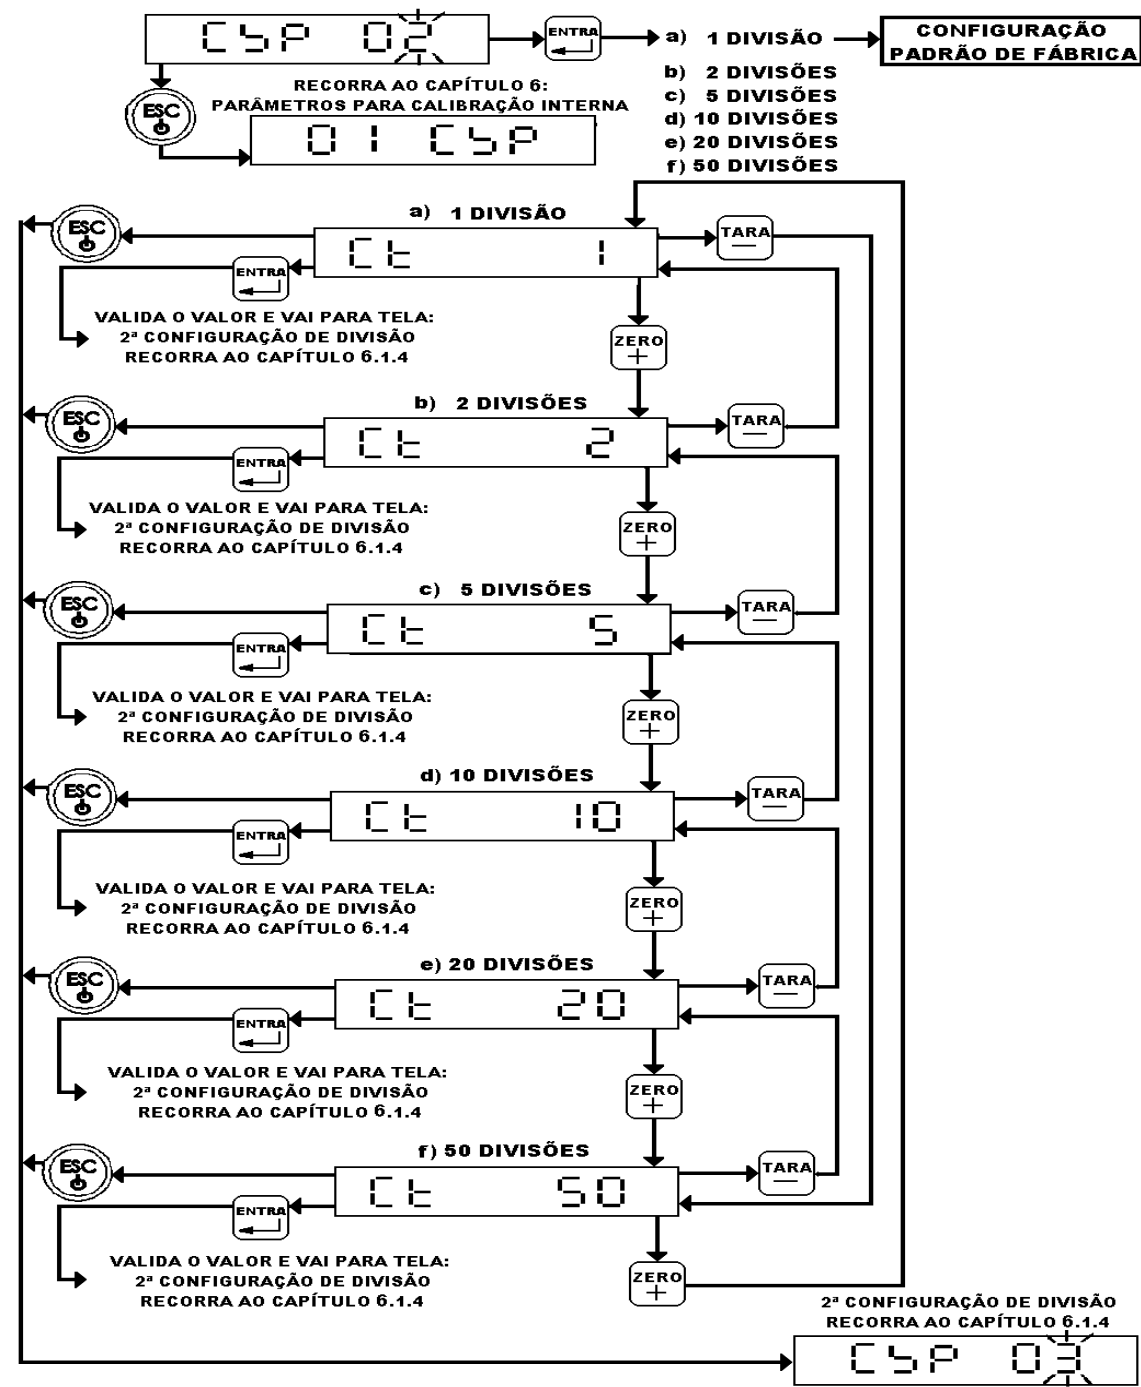 CSP 02
ENTRA
a) 1 DIVISÃO
CONFIGURAÇÃO
PADRÃO DE FÁBRICA
b) 2 DIVISÕES
c) 5 DIVISÕES
d) 10 DIVISÕES
e) 20 DIVISÕES
f) 50 DIVISÕES
ESC
RECORRA AO CAPÍTULO 6:
PARÂMETROS PARA CALIBRAÇÃO INTERNA
01 CSP
a) 1 DIVISÃO
ESC
Ct 1
TARA
—
ENTRA
VALIDA O VALOR E VAI PARA TELA:
2ª CONFIGURAÇÃO DE DIVISÃO
RECORRA AO CAPÍTULO 6.1.4
ZERO
+
b) 2 DIVISÕES
ESC
Ct 2
TARA
—
ENTRA
VALIDA O VALOR E VAI PARA TELA:
2ª CONFIGURAÇÃO DE DIVISÃO
RECORRA AO CAPÍTULO 6.1.4
ZERO
+
c) 5 DIVISÕES
ESC
Ct 5
TARA
—
ENTRA
VALIDA O VALOR E VAI PARA TELA:
2ª CONFIGURAÇÃO DE DIVISÃO
RECORRA AO CAPÍTULO 6.1.4
ZERO
+
d) 10 DIVISÕES
ESC
Ct 10
TARA
—
ENTRA
VALIDA O VALOR E VAI PARA TELA:
2ª CONFIGURAÇÃO DE DIVISÃO
RECORRA AO CAPÍTULO 6.1.4
ZERO
+
e) 20 DIVISÕES
ESC
Ct 20
TARA
—
ENTRA
VALIDA O VALOR E VAI PARA TELA:
2ª CONFIGURAÇÃO DE DIVISÃO
RECORRA AO CAPÍTULO 6.1.4
ZERO
+
f) 50 DIVISÕES
ESC
Ct 50
TARA
—
ENTRA
VALIDA O VALOR E VAI PARA TELA:
2ª CONFIGURAÇÃO DE DIVISÃO
RECORRA AO CAPÍTULO 6.1.4
ZERO
+
2ª CONFIGURAÇÃO DE DIVISÃO
RECORRA AO CAPÍTULO 6.1.4
CSP 03